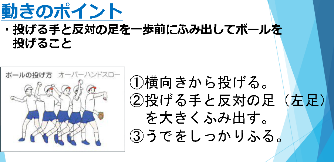 動きのポイント
・投げる手と反対の足を一歩前にふみ出してボールを
投げること
ボールの投げ方 オーバーハンドスロー
①横向きから投げる。
②投げる手と反対の足（左足）
を大きくふみ出す。
③うでをしっかりふる。